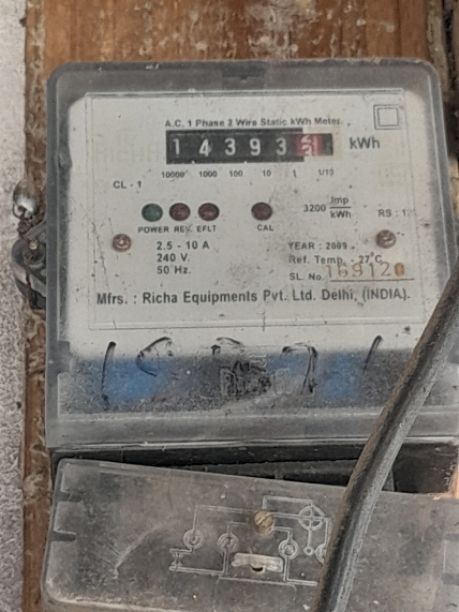 A.C. 1 Phase 2 Wire Static kWh Meter.
1 4 3 9 3 kWh
10000 1000 100 10 1 1/10
CL - 1
3200 Imp/kWh
POWER REV. EFLT CAL
2.5 - 10 A
240 V.
50 Hz.
YEAR : 2009
Ref. Temp. 27°C
SL. No. 169120
Mfrs. : Richa Equipments Pvt. Ltd. Delhi, (INDIA).